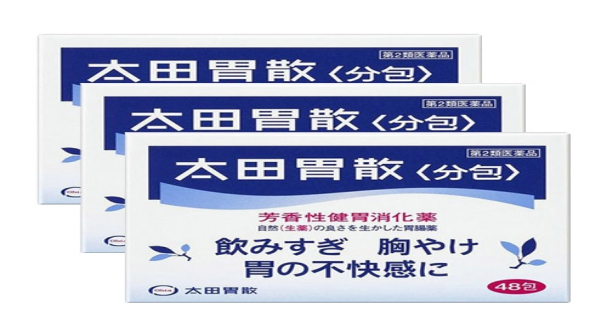 第2類医薬品
太田胃散〈分包〉
第2類医薬品
太田胃散〈分包〉
第2類医薬品
太田胃散〈分包〉
芳香性健胃消化薬
自然(生薬)の良さを生かした胃腸薬
飲みすぎ 胸やけ
胃の不快感に
48包
Ohta 太田胃散